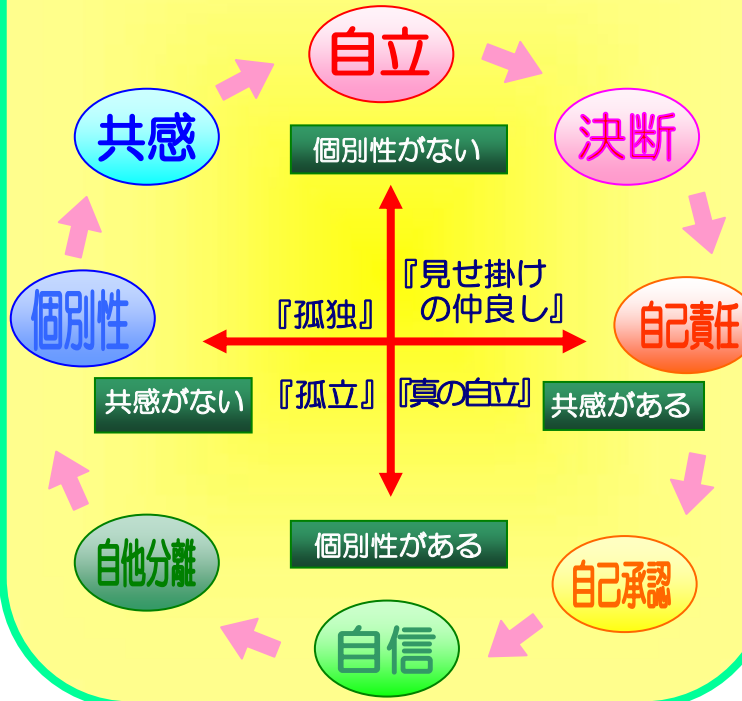 自立
共感
決断
個別性がない
『見せ掛け
の仲良し』
『孤独』
個別性
自己責任
共感がない
『孤立』
『真の自立』
共感がある
個別性がある
自他分離
自己承認
自信